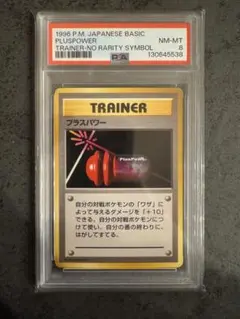 1996 P.M. JAPANESE BASIC
NM-MT
PLUSPOWER
8
TRAINER-NO RARITY SYMBOL
PSA
130645538
TRAINER
プラスパワー
PlusPower
自分の対戦ポケモンの「ワザ」に
よって与えるダメージを「+10」で
きる。自分の対戦ポケモンにつ
けて使い、自分の番の終わりに、
はがしてすてる。